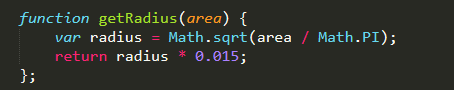 function getRadius(area) {
    var radius = Math.sqrt(area / Math.PI);
    return radius * 0.015;
};